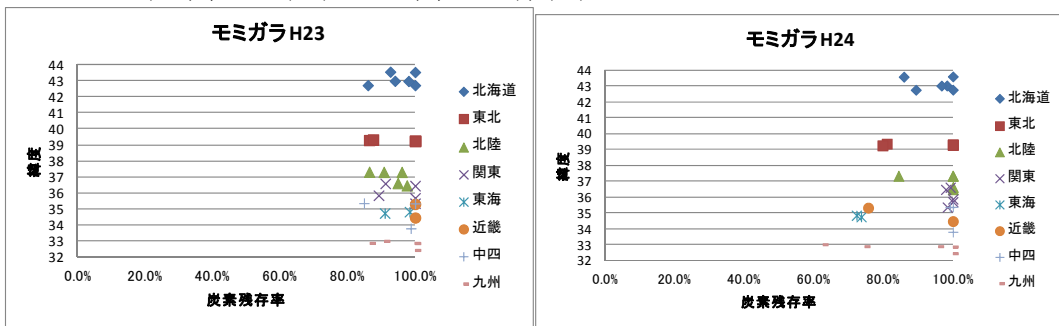 モミガラH23
44
43
42
41
40
39
38
37
36
35
34
33
32
緯度
0.0% 20.0% 40.0% 60.0% 80.0% 100.0%
炭素残存率
北海道
東北
北陸
関東
東海
近畿
中四
九州
モミガラH24
44
43
42
41
40
39
38
37
36
35
34
33
32
緯度
0.0% 20.0% 40.0% 60.0% 80.0% 100.0%
炭素残存率
北海道
東北
北陸
関東
東海
近畿
中四
九州